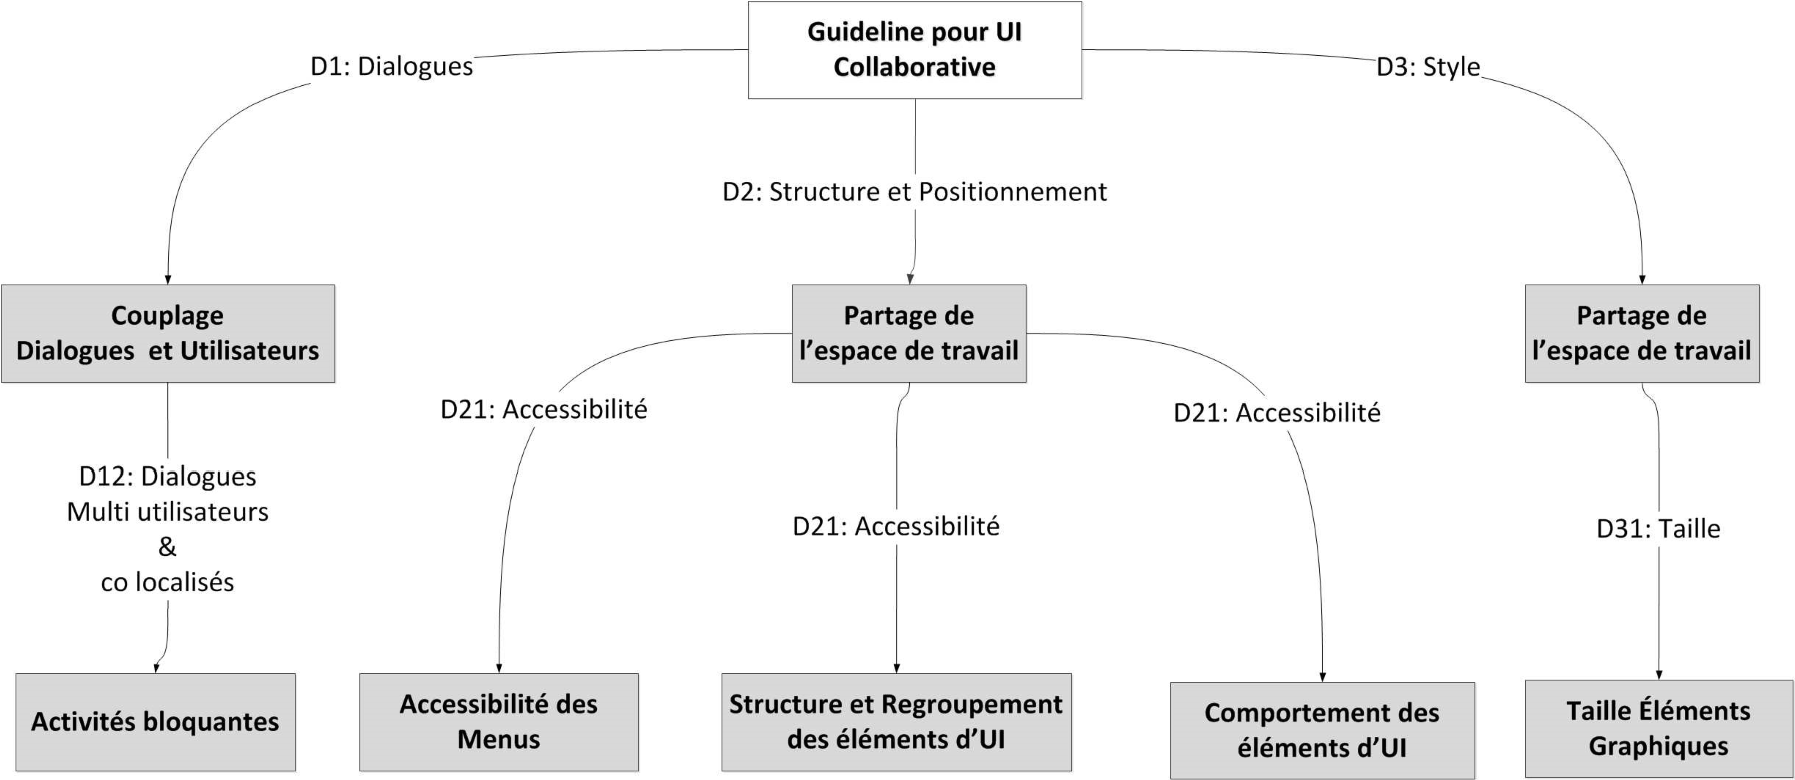 Guideline pour UI
Collaborative
D1: Dialogues
D3: Style
D2: Structure et Positionnement
Couplage
Dialogues et Utilisateurs
Partage de
l’espace de travail
Partage de
l’espace de travail
D21: Accessibilité
D21: Accessibilité
D12: Dialogues
Multi utilisateurs
&
co localisés
D21: Accessibilité
D31: Taille
Activités bloquantes
Accessibilité des
Menus
Structure et Regroupement
des éléments d’UI
Comportement des
éléments d’UI
Taille Éléments
Graphiques